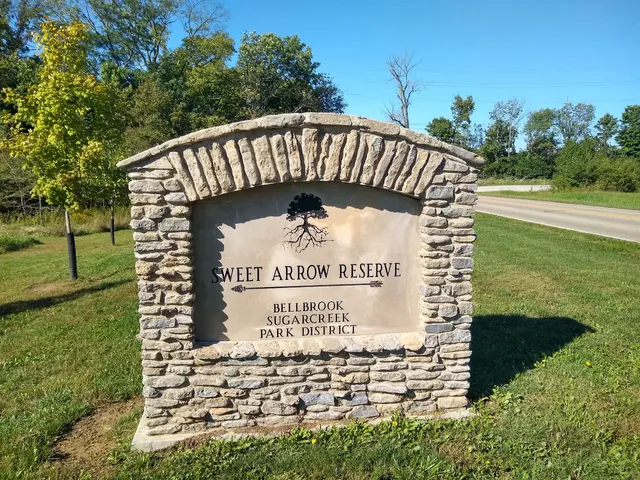 SWEET ARROW RESERVE
BELLBROOK
SUGARCREEK
PARK DISTRICT